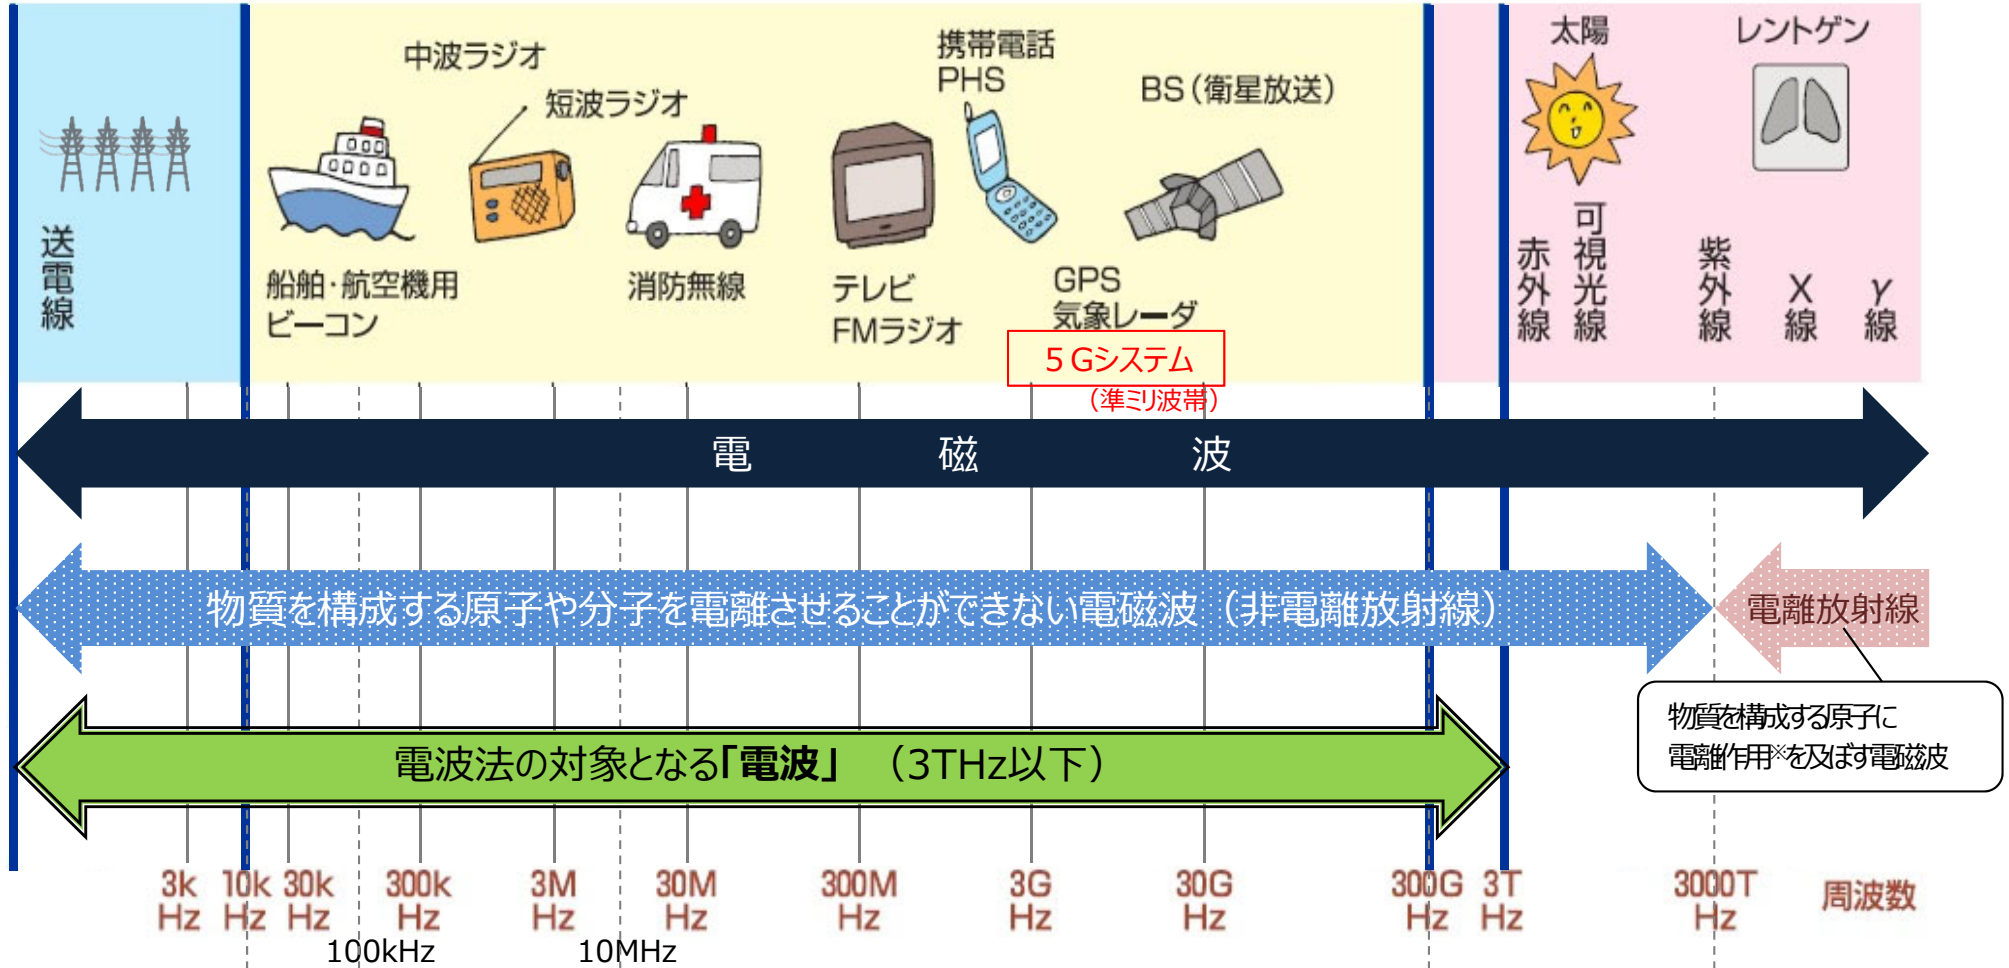 送電線
中波ラジオ
短波ラジオ
船舶・航空機用
ビーコン
消防無線
テレビ
FMラジオ
携帯電話
PHS
BS（衛星放送）
GPS
気象レーダ
５Gシステム
（準ミリ波帯）
太陽
レントゲン
赤外線
可視光線
紫外線
X線
γ線
電磁波
物質を構成する原子や分子を電離させることができない電磁波（非電離放射線）
電離放射線
物質を構成する原子に
電離作用※を及ぼす電磁波
電波法の対象となる「電波」（3THz以下）
3k
Hz
10k
Hz
30k
Hz
300k
Hz
3M
Hz
30M
Hz
300M
Hz
3G
Hz
30G
Hz
300G
Hz
3T
Hz
3000T
Hz
周波数
100kHz
10MHz